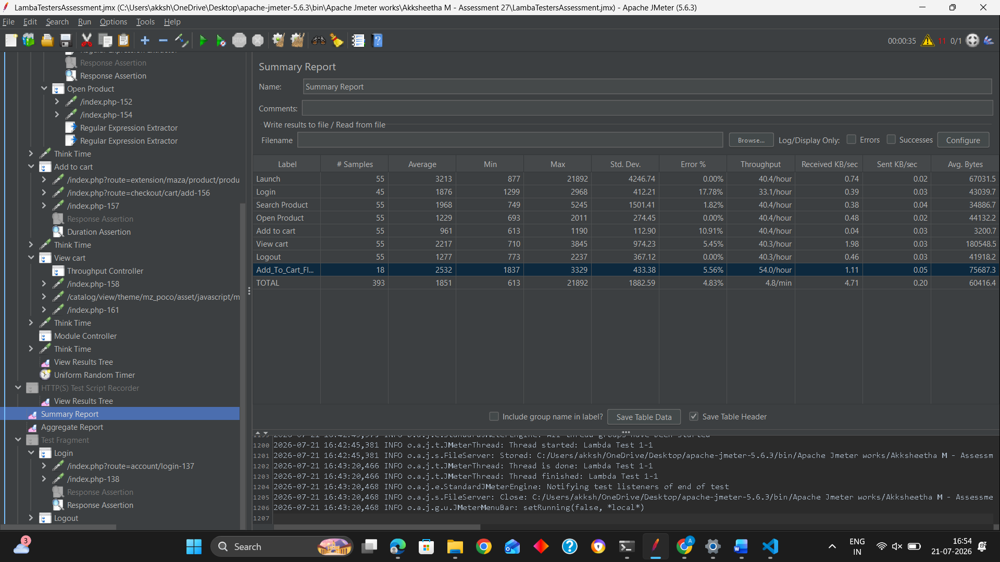 LambaTestersAssessment.jmx (C:\Users\akksh\OneDrive\Desktop\apache-jmeter-5.6.3\bin\Apache Jmeter works\Akksheetha M - Assessment 27\LambaTestersAssessment.jmx) - Apache JMeter (5.6.3)
File Edit Search Run Options Tools Help
00:00:35 11 0/1
Regular Expression Extractor
Response Assertion
Response Assertion
Open Product
/index.php-152
/index.php-154
Regular Expression Extractor
Regular Expression Extractor
Think Time
Add to cart
/index.php?route=extension/maza/product/produ
/index.php?route=checkout/cart/add-156
/index.php-157
Response Assertion
Duration Assertion
Think Time
View cart
Throughput Controller
/index.php-158
/catalog/view/theme/mz_poco/asset/javascript/m
/index.php-161
Think Time
Module Controller
Think Time
View Results Tree
Uniform Random Timer
HTTP(S) Test Script Recorder
View Results Tree
Summary Report
Aggregate Report
Test Fragment
Login
/index.php?route=account/login-137
/index.php-138
Response Assertion
Response Assertion
Logout
Summary Report
Name: Summary Report
Comments:
Write results to file / Read from file
Filename Browse... Log/Display Only: Errors Successes Configure
Label # Samples Average Min Max Std. Dev. Error % Throughput Received KB/sec Sent KB/sec Avg. Bytes
Launch 55 3213 877 21892 4246.74 0.00% 40.4/hour 0.74 0.02 67031.5
Login 45 1876 1299 2968 412.21 17.78% 33.1/hour 0.39 0.03 43039.7
Search Product 55 1968 749 5245 1501.41 1.82% 40.4/hour 0.38 0.04 34886.7
Open Product 55 1229 693 2011 274.45 0.00% 40.4/hour 0.48 0.02 44132.2
Add to cart 55 961 613 1190 112.90 10.91% 40.4/hour 0.04 0.03 3200.7
View cart 55 2217 710 3845 974.23 5.45% 40.3/hour 1.98 0.03 180548.5
Logout 55 1277 773 2237 367.12 0.00% 40.3/hour 0.46 0.03 41918.2
Add_To_Cart_Fl... 18 2532 1837 3329 433.38 5.56% 54.0/hour 1.11 0.05 75687.3
TOTAL 393 1851 613 21892 1882.59 4.83% 4.8/min 4.71 0.20 60416.4
Include group name in label? Save Table Data Save Table Header
1199 2026-07-21 16:42:45,373 INFO o.a.j.e.StandardJMeterEngine: All thread groups have been started
1200 2026-07-21 16:42:45,381 INFO o.a.j.t.JMeterThread: Thread started: Lambda Test 1-1
1201 2026-07-21 16:42:45,381 INFO o.a.j.s.FileServer: Stored: C:/Users/akksh/OneDrive/Desktop/apache-jmeter-5.6.3/bin/Apache Jmeter works/Akksheetha M - Assessm
1202 2026-07-21 16:43:20,466 INFO o.a.j.t.JMeterThread: Thread is done: Lambda Test 1-1
1203 2026-07-21 16:43:20,466 INFO o.a.j.t.JMeterThread: Thread finished: Lambda Test 1-1
1204 2026-07-21 16:43:20,468 INFO o.a.j.e.StandardJMeterEngine: Notifying test listeners of end of test
1205 2026-07-21 16:43:20,468 INFO o.a.j.s.FileServer: Close: C:/Users/akksh/OneDrive/Desktop/apache-jmeter-5.6.3/bin/Apache Jmeter works/Akksheetha M - Assessme
1206 2026-07-21 16:43:20,468 INFO o.a.j.g.u.JMeterMenuBar: setRunning(false, *local*)
1207
3 Search A ENG IN 16:54 21-07-2026